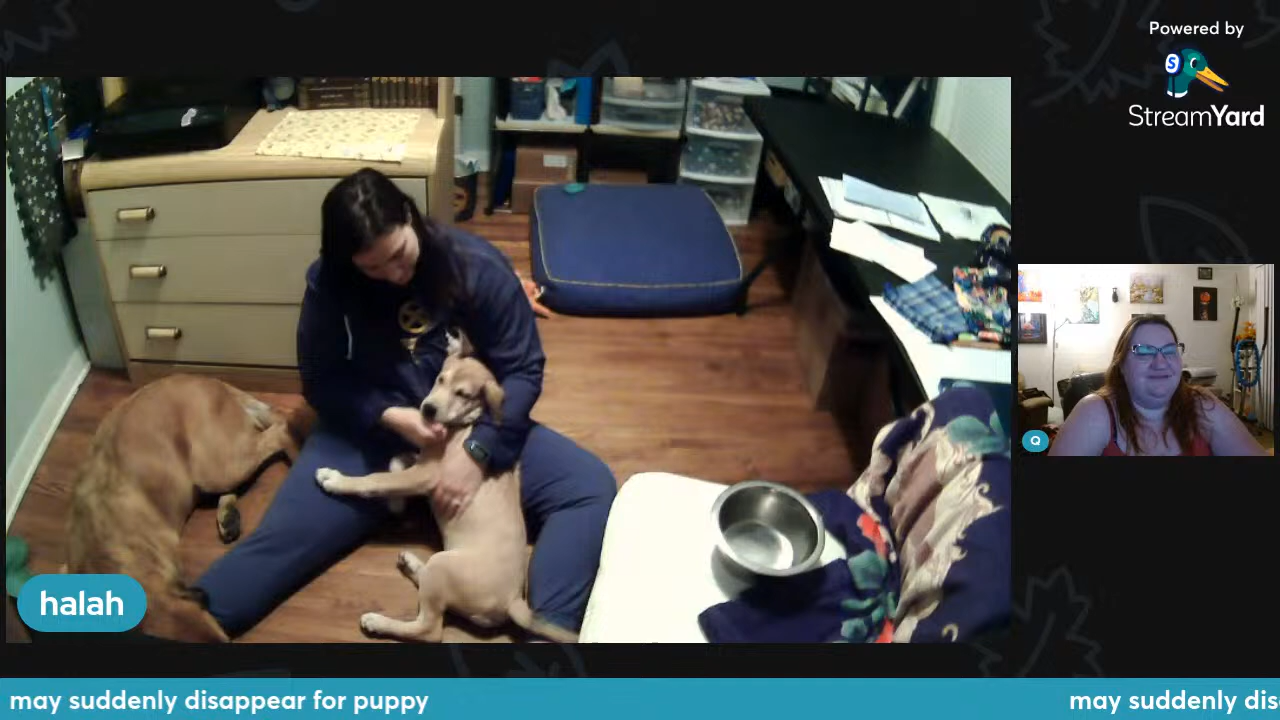 Powered by
StreamYard
Q
halah
may suddenly disappear for puppy
may suddenly dis